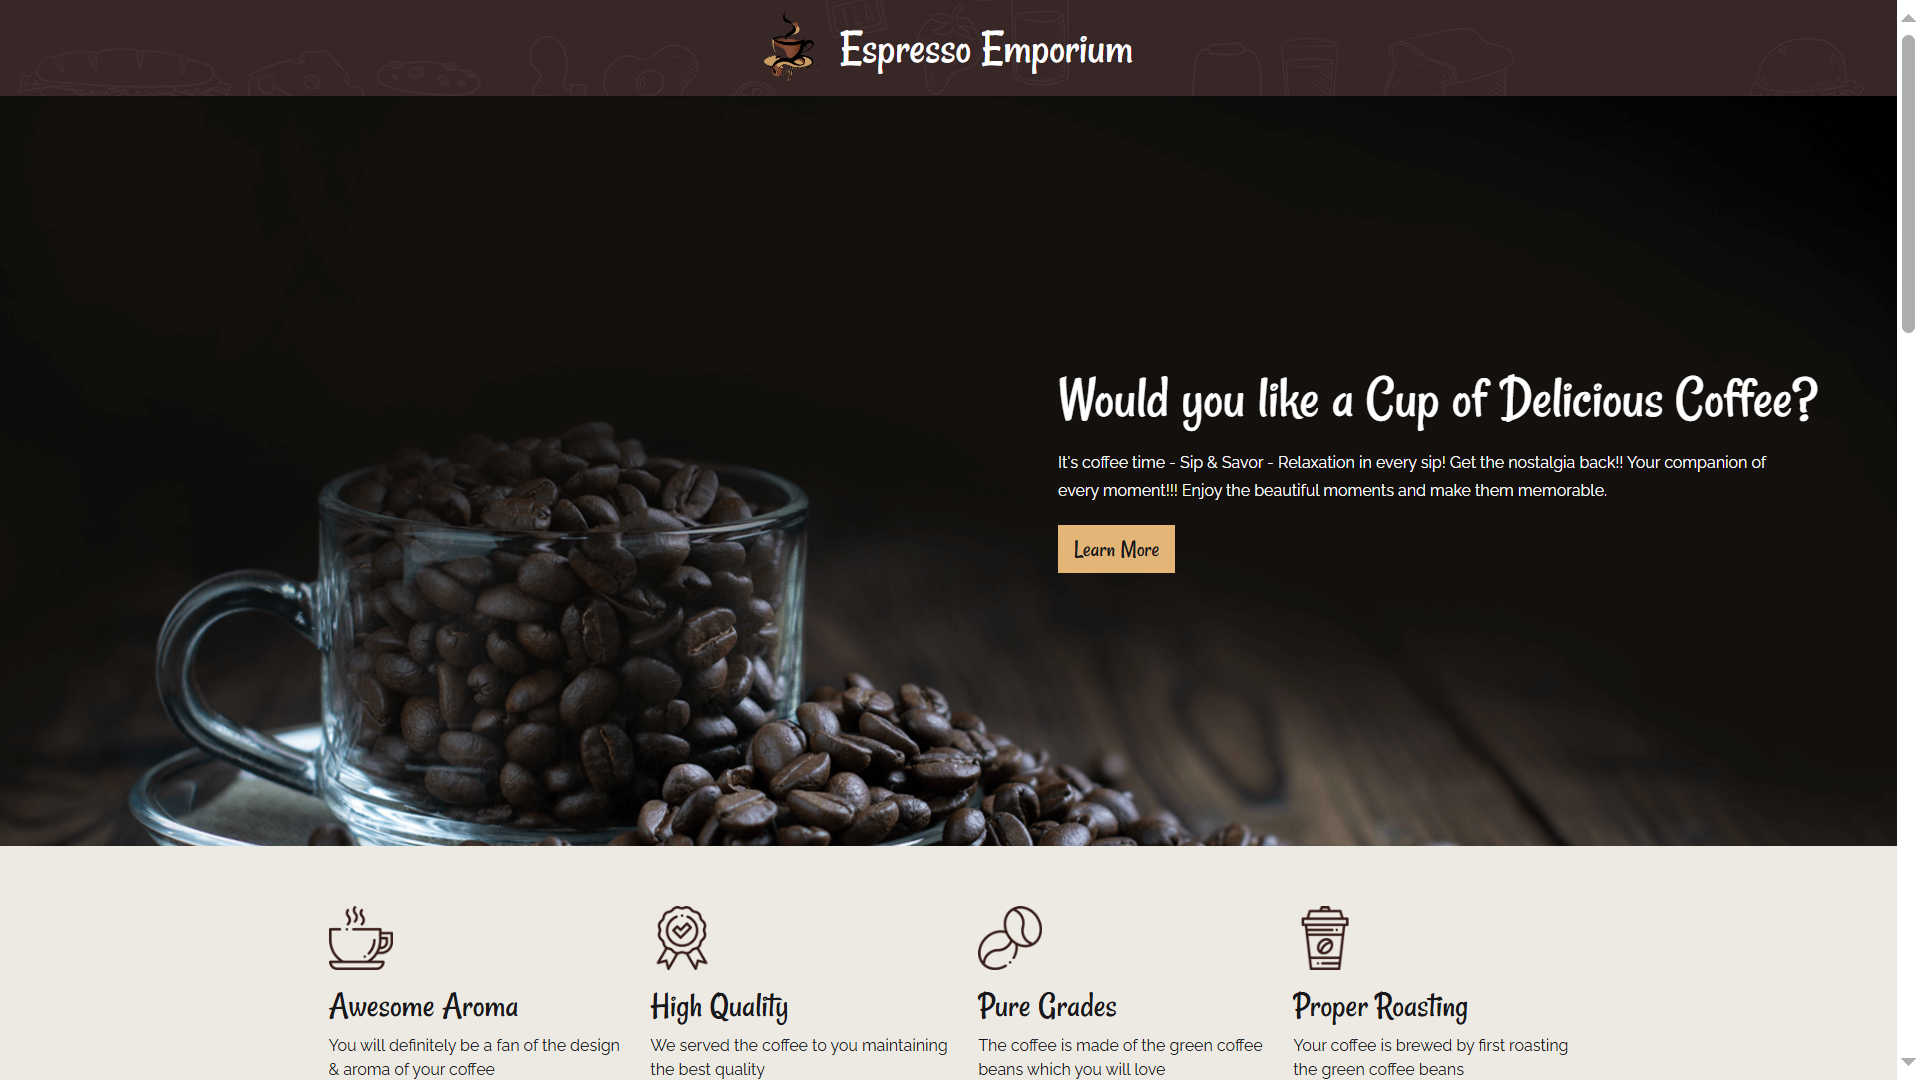 TEA
Espresso Emporium
Would you like a Cup of Delicious Coffee?
It's coffee time - Sip & Savor - Relaxation in every sip! Get the nostalgia back!! Your companion of
every moment!!! Enjoy the beautiful moments and make them memorable.
Learn More
Awesome Aroma
You will definitely be a fan of the design
& aroma of your coffee
High Quality
We served the coffee to you maintaining
the best quality
Pure Grades
The coffee is made of the green coffee
beans which you will love
Proper Roasting
Your coffee is brewed by first roasting
the green coffee beans